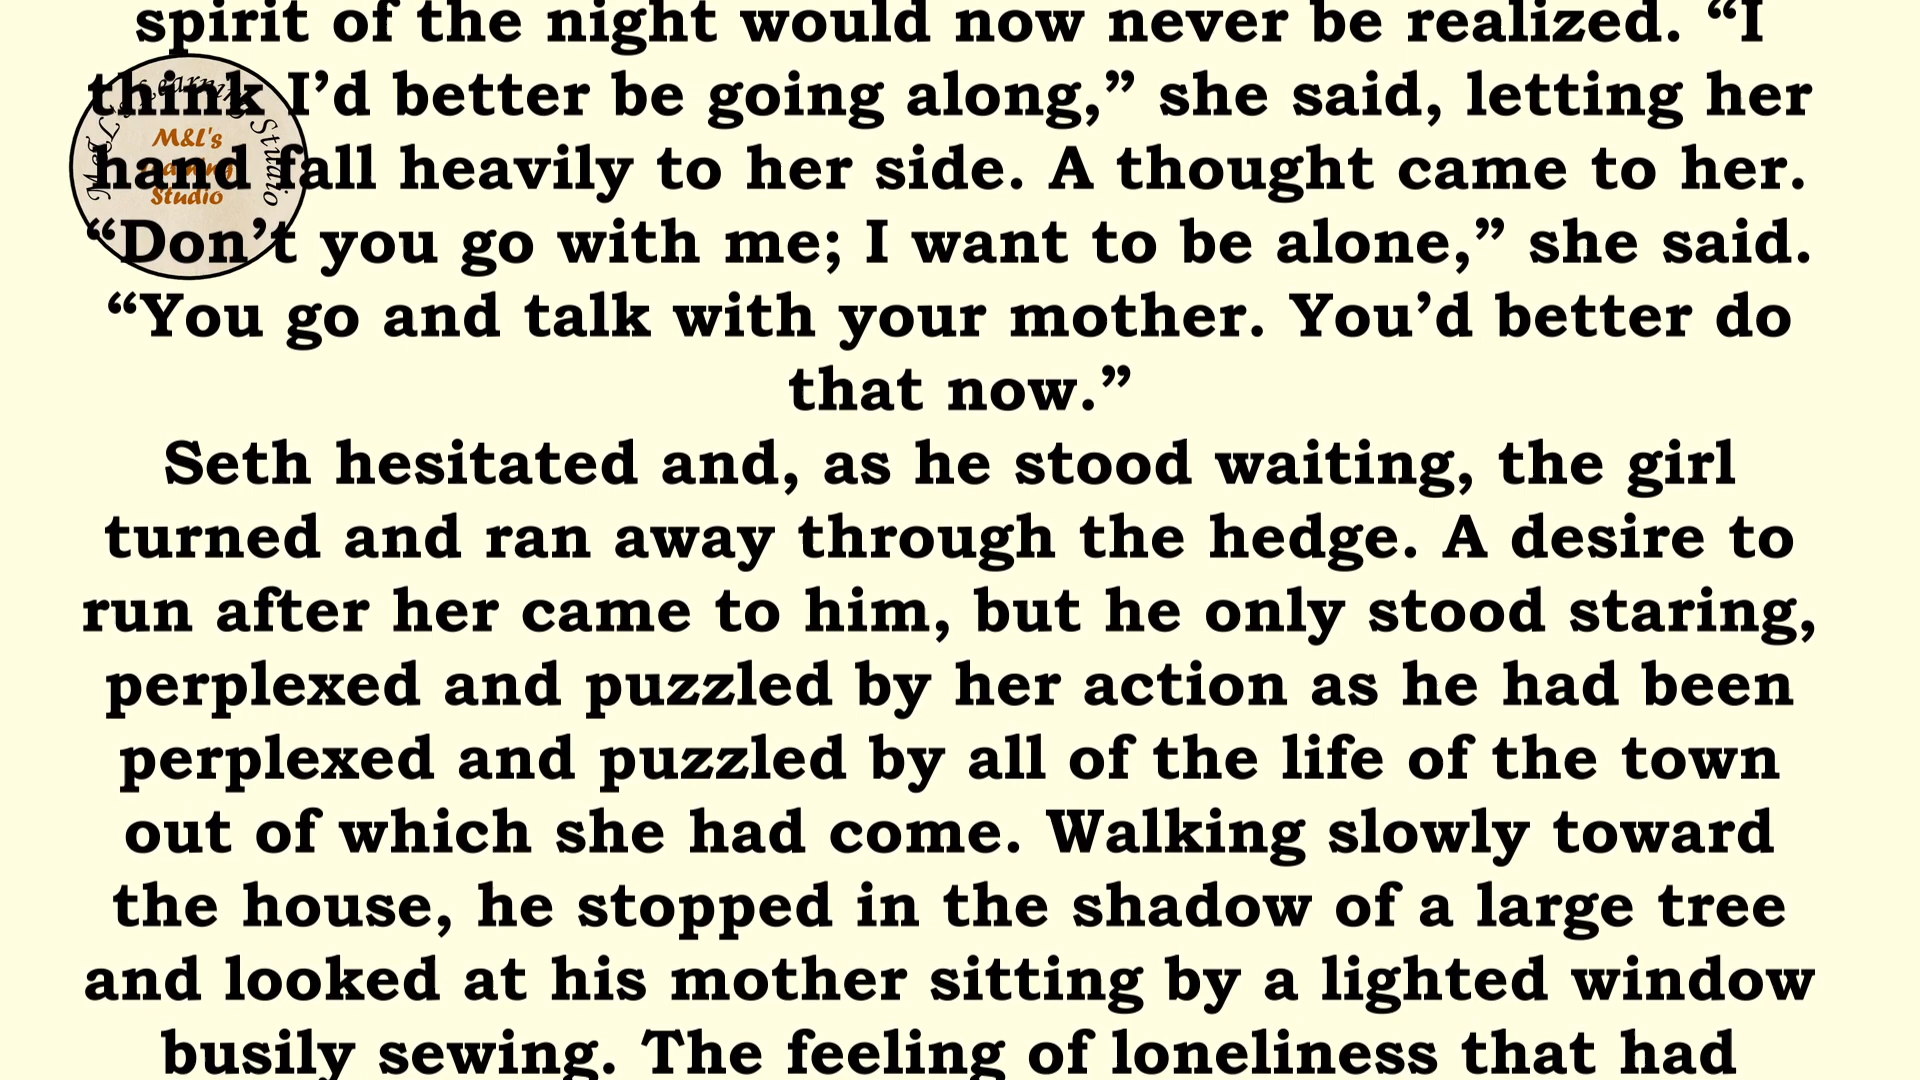 spirit of the night would now never be realized. “I
think I’d better be going along,” she said, letting her
hand fall heavily to her side. A thought came to her.
“Don’t you go with me; I want to be alone,” she said.
“You go and talk with your mother. You’d better do
that now.”
Seth hesitated and, as he stood waiting, the girl
turned and ran away through the hedge. A desire to
run after her came to him, but he only stood staring,
perplexed and puzzled by her action as he had been
perplexed and puzzled by all of the life of the town
out of which she had come. Walking slowly toward
the house, he stopped in the shadow of a large tree
and looked at his mother sitting by a lighted window
busily sewing. The feeling of loneliness that had
M&L's Learning Studio
M&L's
Learning
Studio